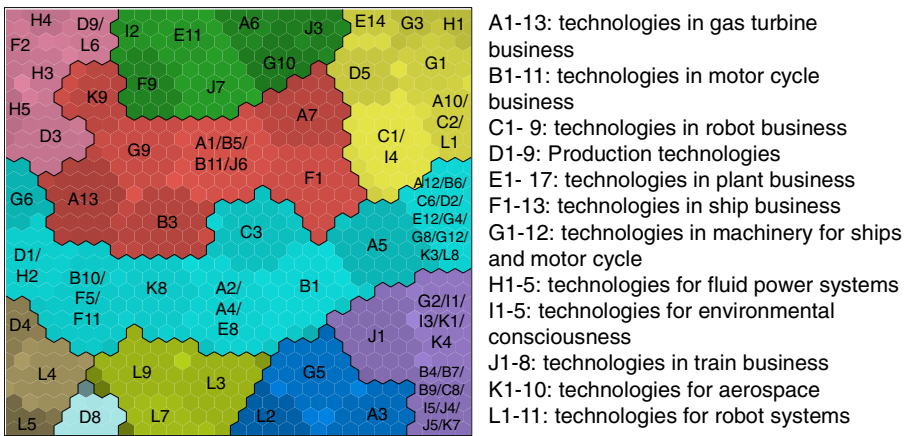 H4
D9/
L6
F2
H3
H5
D3
I2
E11
A6
J3
G10
F9
J7
E14
G3
H1
D5
G1
A10/
C2/
L1
C1/
I4
K9
G9
A1/B5/
B11/J6
A7
F1
A13
B3
G6
C3
A5
A12/B6/
C6/D2/
E12/G4/
G8/G12/
K3/L8
D1/
H2
B10/
F5/
F11
K8
A2/
A4/
E8
B1
G2/I1/
I3/K1/
K4
J1
D4
L4
L5
D8
L9
L3
L7
G5
L2
A3
B4/B7/
B9/C8/
I5/J4/
J5/K7
A1-13: technologies in gas turbine
business
B1-11: technologies in motor cycle
business
C1- 9: technologies in robot business
D1-9: Production technologies
E1- 17: technologies in plant business
F1-13: technologies in ship business
G1-12: technologies in machinery for ships
and motor cycle
H1-5: technologies for fluid power systems
I1-5: technologies for environmental
consciousness
J1-8: technologies in train business
K1-10: technologies for aerospace
L1-11: technologies for robot systems